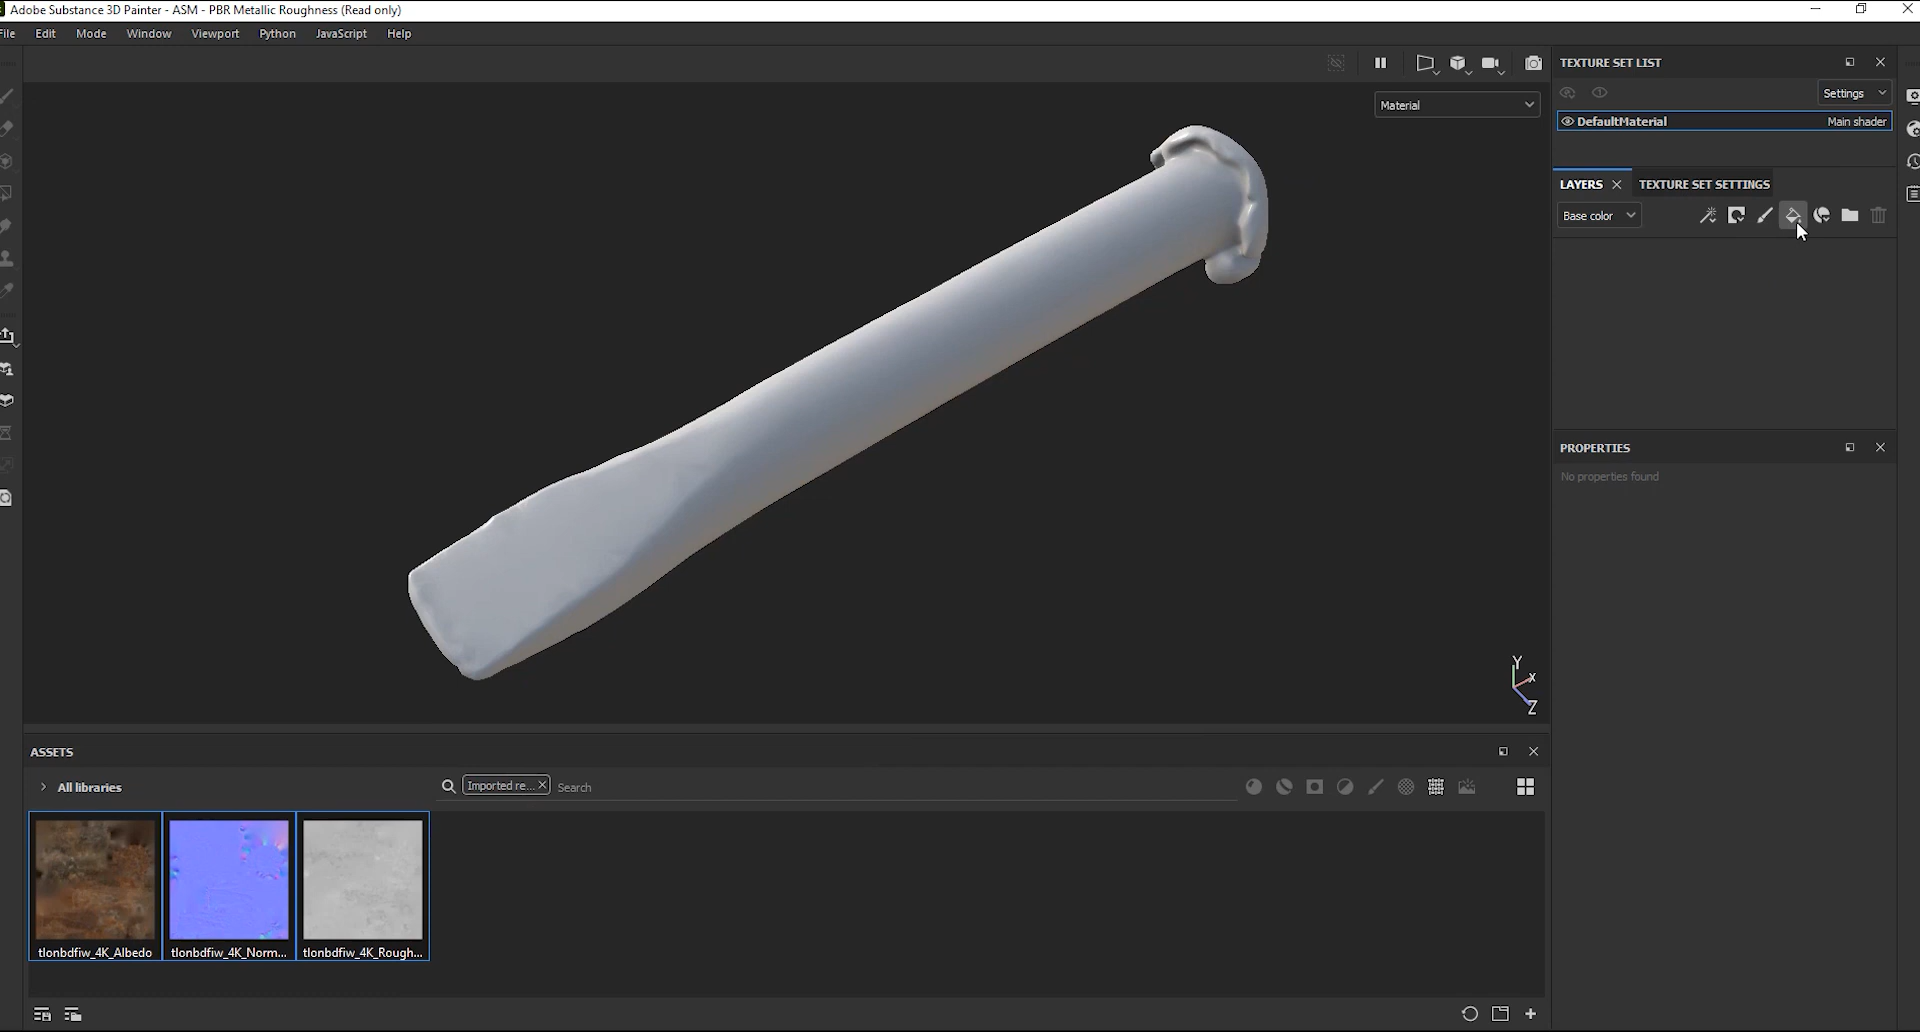 Adobe Substance 3D Painter - ASM - PBR Metallic Roughness (Read only)
File Edit Mode Window Viewport Python JavaScript Help
TEXTURE SET LIST
Settings
Material
DefaultMaterial Main shader
LAYERS TEXTURE SET SETTINGS
Base color
PROPERTIES
No properties found
Y
X
Z
ASSETS
All libraries
Imported re... Search
tlonbdfiw_4K_Albedo tlonbdfiw_4K_Norm... tlonbdfiw_4K_Rough...